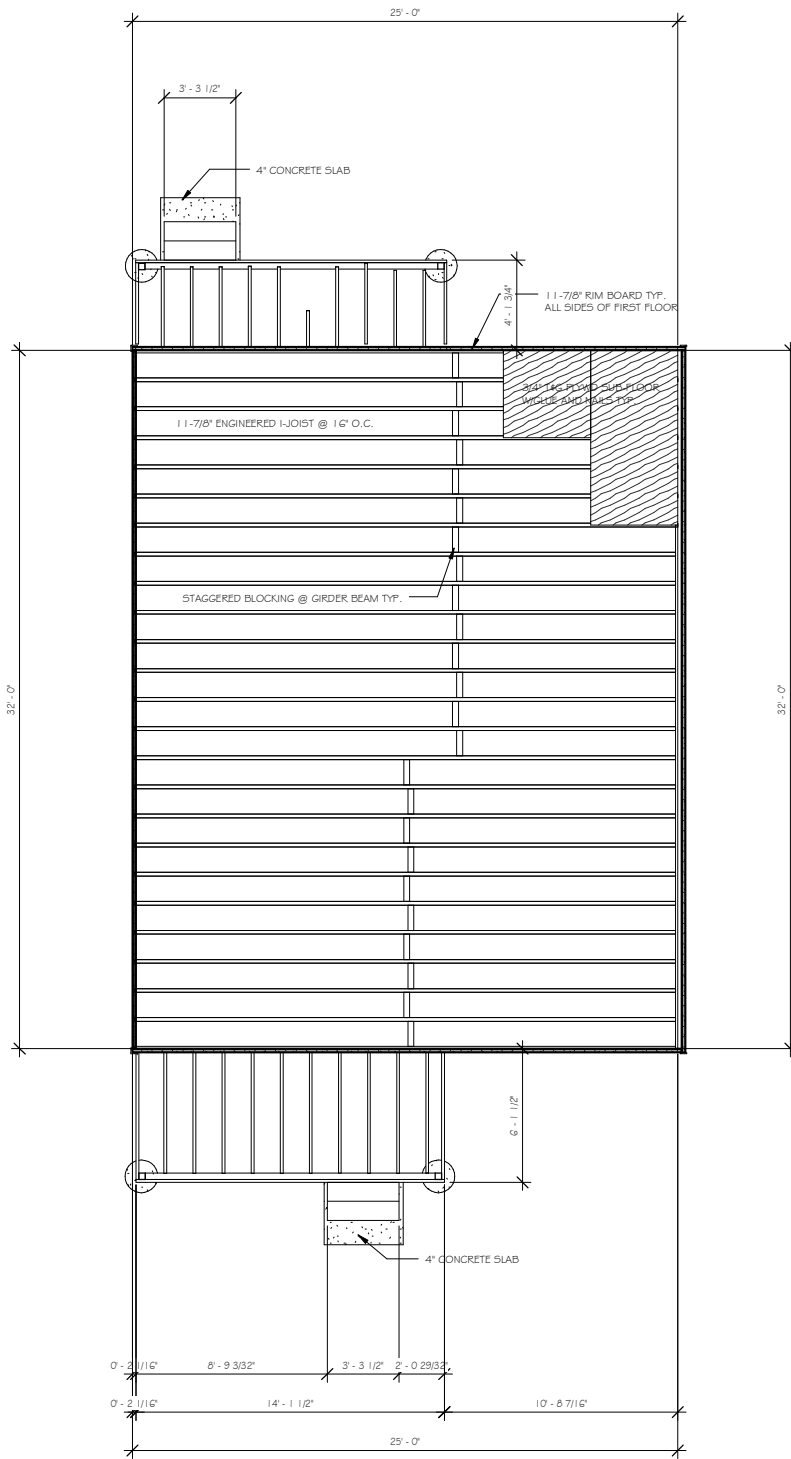 25' - 0"
3' - 3 1/2"
4" CONCRETE SLAB
4' - 1 3/4"
11-7/8" RIM BOARD TYP.
ALL SIDES OF FIRST FLOOR
3/4" T&G PLYWD SUB-FLOOR
W/GLUE AND NAILS TYP.
11-7/8" ENGINEERED I-JOIST @ 16" O.C.
STAGGERED BLOCKING @ GIRDER BEAM TYP.
32' - 0"
32' - 0"
6' - 1 1/2"
4" CONCRETE SLAB
0' - 2 1/16"
8' - 9 3/32"
3' - 3 1/2"
2' - 0 29/32"
0' - 2 1/16"
14' - 1 1/2"
10' - 8 7/16"
25' - 0"